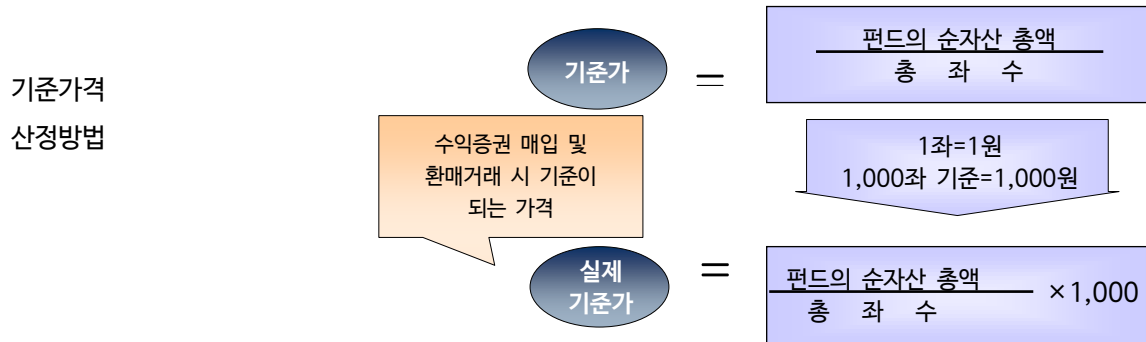 기준가격
산정방법
기준가
=
펀드의 순자산 총액
총 좌 수
수익증권 매입 및
환매거래 시 기준이
되는 가격
1좌=1원
1,000좌 기준=1,000원
실제
기준가
=
펀드의 순자산 총액
총 좌 수
×1,000